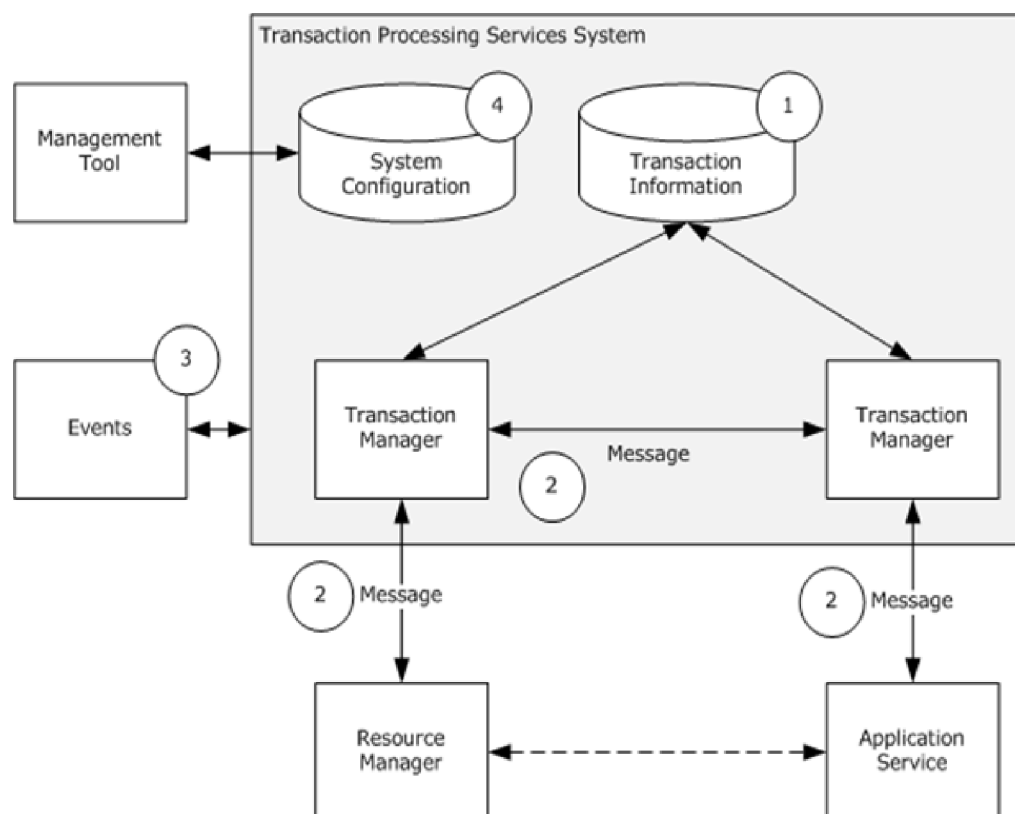 Transaction Processing Services System
4
1
Management
Tool
System
Configuration
Transaction
Information
3
Events
Transaction
Manager
Transaction
Manager
Message
2
2
Message
2
Message
Resource
Manager
Application
Service